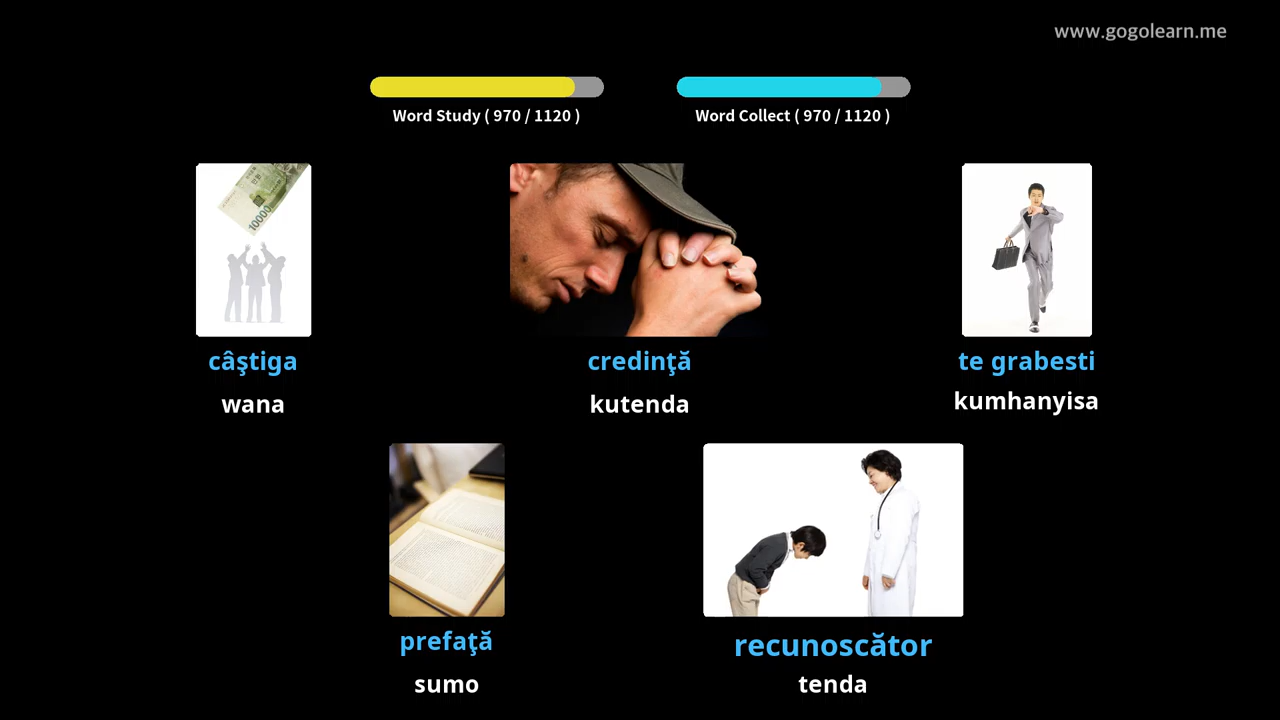 www.gogolearn.me
Word Study ( 970 / 1120 )
Word Collect ( 970 / 1120 )
10000
câştiga
wana
credinţă
kutenda
te grabesti
kumhanyisa
prefaţă
sumo
recunoscător
tenda